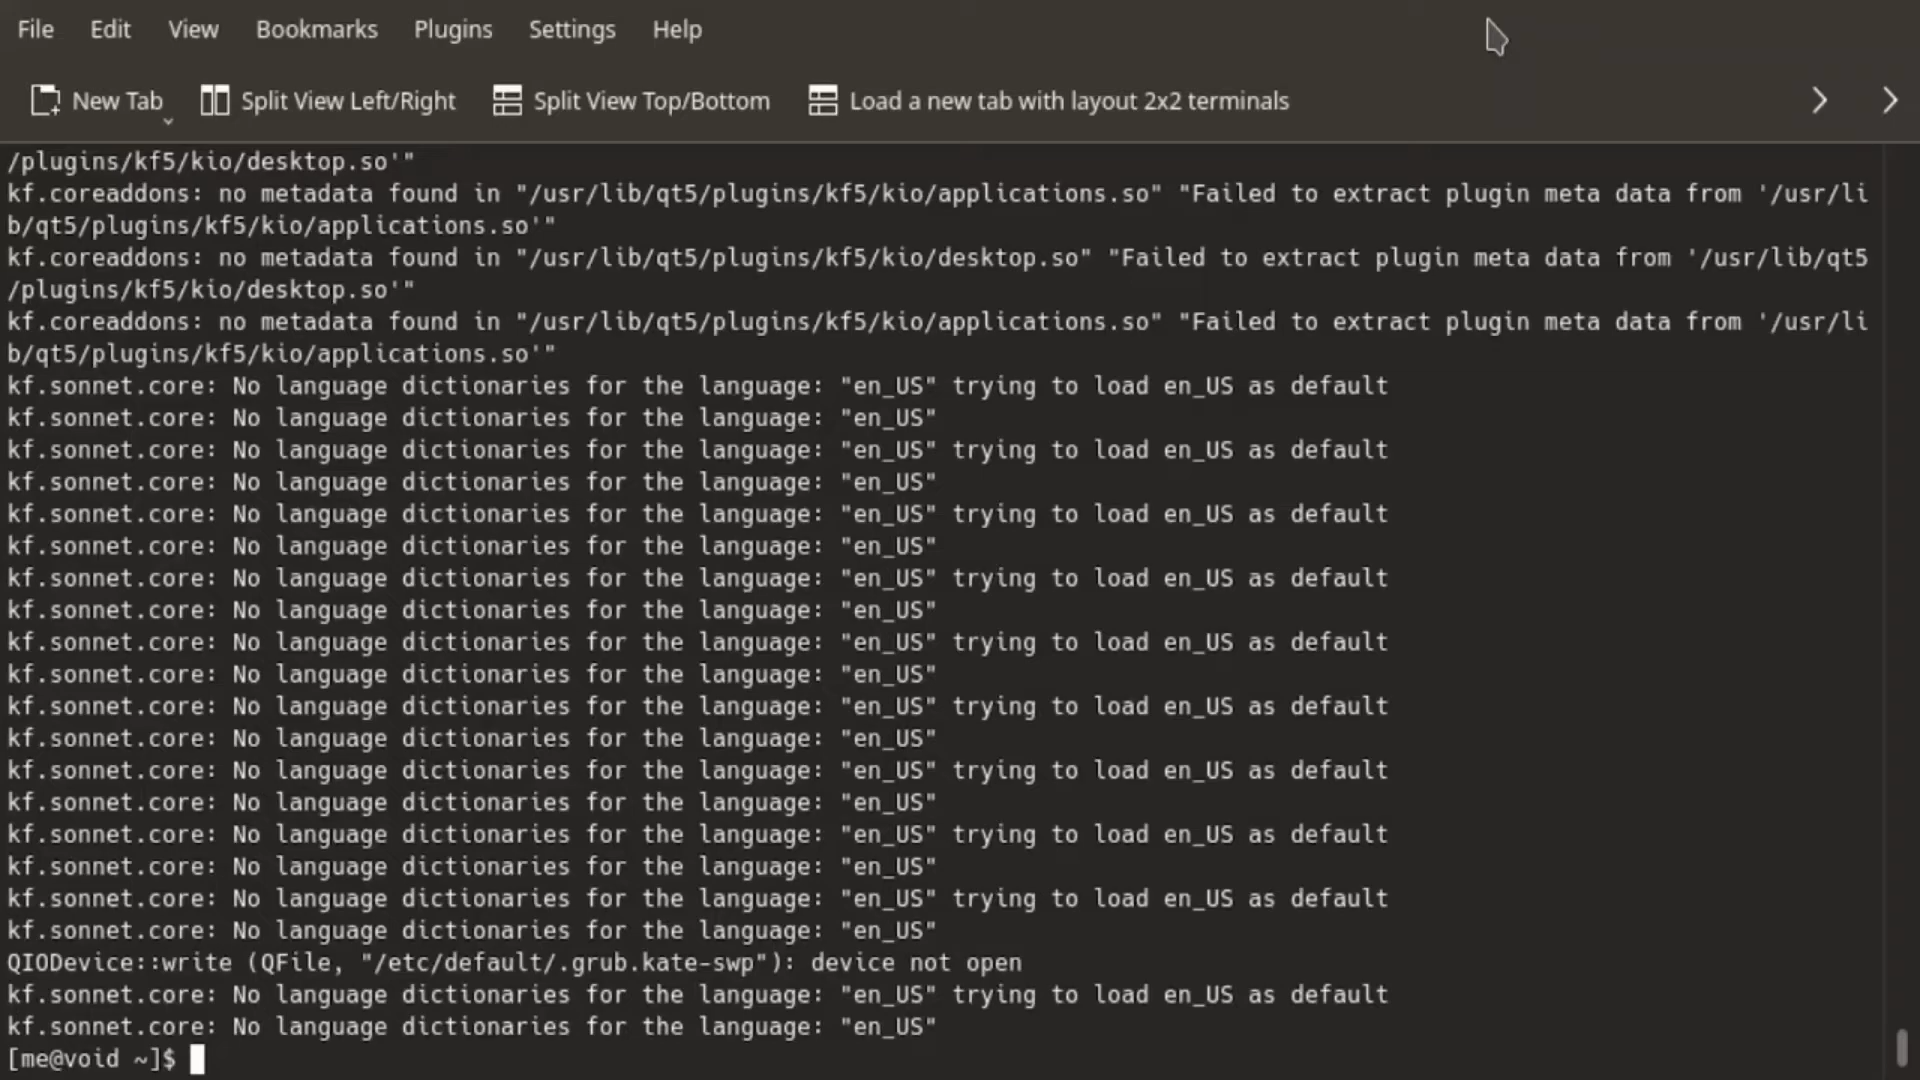 File Edit View Bookmarks Plugins Settings Help
New Tab Split View Left/Right Split View Top/Bottom Load a new tab with layout 2x2 terminals
/plugins/kf5/kio/desktop.so'"
kf.coreaddons: no metadata found in "/usr/lib/qt5/plugins/kf5/kio/applications.so" "Failed to extract plugin meta data from '/usr/li
b/qt5/plugins/kf5/kio/applications.so'"
kf.coreaddons: no metadata found in "/usr/lib/qt5/plugins/kf5/kio/desktop.so" "Failed to extract plugin meta data from '/usr/lib/qt5
/plugins/kf5/kio/desktop.so'"
kf.coreaddons: no metadata found in "/usr/lib/qt5/plugins/kf5/kio/applications.so" "Failed to extract plugin meta data from '/usr/li
b/qt5/plugins/kf5/kio/applications.so'"
kf.sonnet.core: No language dictionaries for the language: "en_US" trying to load en_US as default
kf.sonnet.core: No language dictionaries for the language: "en_US"
kf.sonnet.core: No language dictionaries for the language: "en_US" trying to load en_US as default
kf.sonnet.core: No language dictionaries for the language: "en_US"
kf.sonnet.core: No language dictionaries for the language: "en_US" trying to load en_US as default
kf.sonnet.core: No language dictionaries for the language: "en_US"
kf.sonnet.core: No language dictionaries for the language: "en_US" trying to load en_US as default
kf.sonnet.core: No language dictionaries for the language: "en_US"
kf.sonnet.core: No language dictionaries for the language: "en_US" trying to load en_US as default
kf.sonnet.core: No language dictionaries for the language: "en_US"
kf.sonnet.core: No language dictionaries for the language: "en_US" trying to load en_US as default
kf.sonnet.core: No language dictionaries for the language: "en_US"
kf.sonnet.core: No language dictionaries for the language: "en_US" trying to load en_US as default
kf.sonnet.core: No language dictionaries for the language: "en_US"
kf.sonnet.core: No language dictionaries for the language: "en_US" trying to load en_US as default
kf.sonnet.core: No language dictionaries for the language: "en_US"
kf.sonnet.core: No language dictionaries for the language: "en_US" trying to load en_US as default
kf.sonnet.core: No language dictionaries for the language: "en_US"
QIODevice::write (QFile, "/etc/default/.grub.kate-swp"): device not open
kf.sonnet.core: No language dictionaries for the language: "en_US" trying to load en_US as default
kf.sonnet.core: No language dictionaries for the language: "en_US"
[me@void ~]$